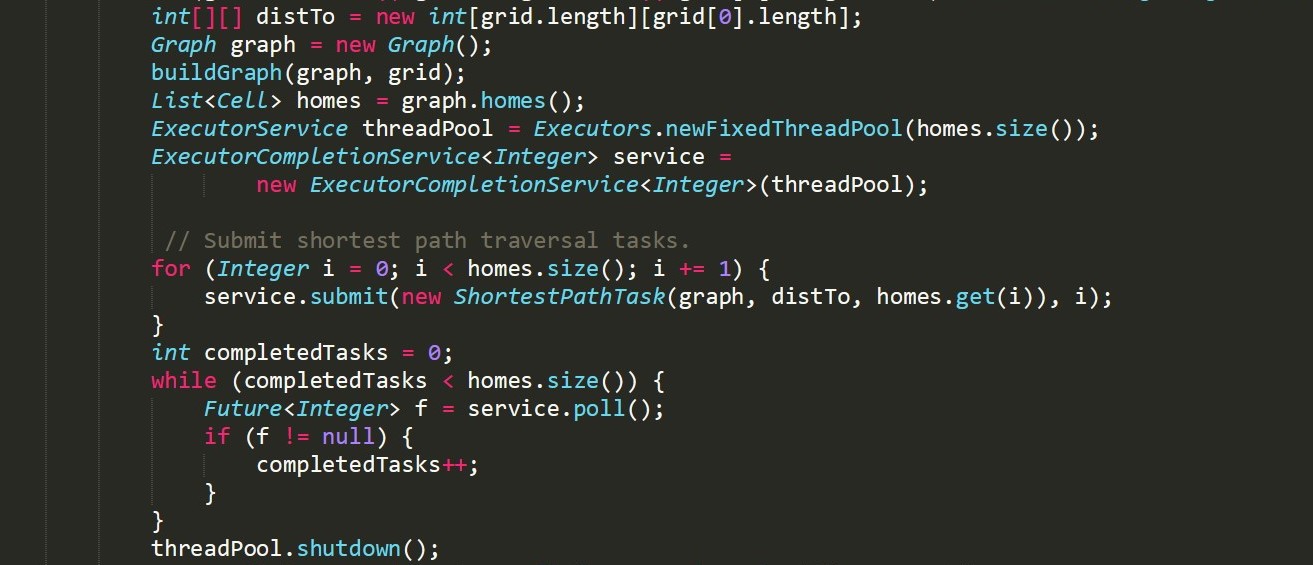 int[][] distTo = new int[grid.length][grid[0].length];
Graph graph = new Graph();
buildGraph(graph, grid);
List<Cell> homes = graph.homes();
ExecutorService threadPool = Executors.newFixedThreadPool(homes.size());
ExecutorCompletionService<Integer> service =
new ExecutorCompletionService<Integer>(threadPool);
// Submit shortest path traversal tasks.
for (Integer i = 0; i < homes.size(); i += 1) {
service.submit(new ShortestPathTask(graph, distTo, homes.get(i)), i);
}
int completedTasks = 0;
while (completedTasks < homes.size()) {
Future<Integer> f = service.poll();
if (f != null) {
completedTasks++;
}
}
threadPool.shutdown();